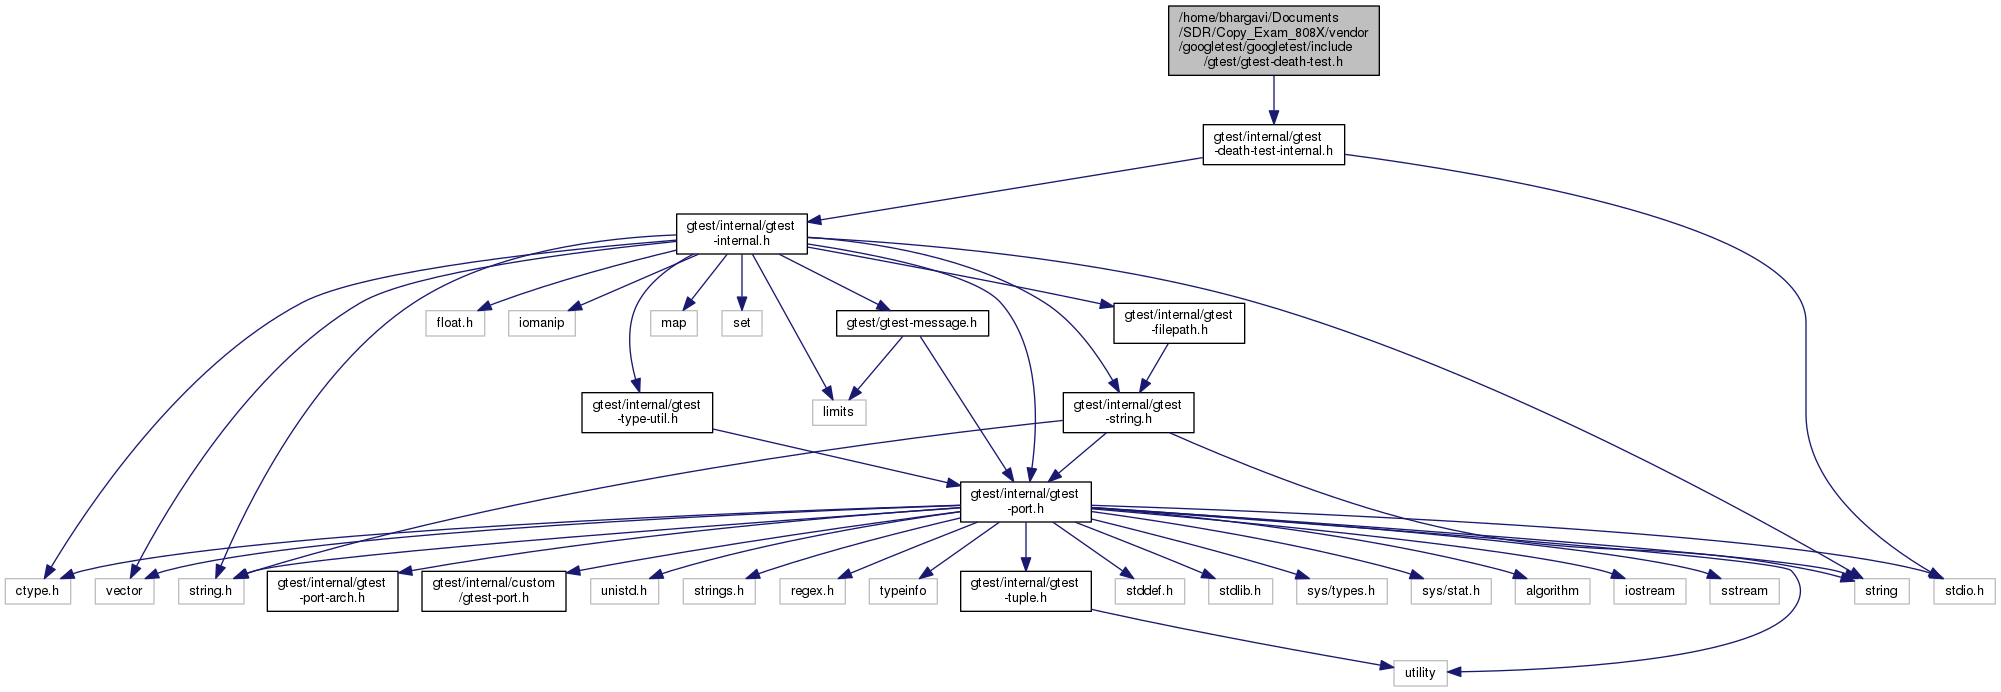 /home/bhargavi/Documents
/SDR/Copy_Exam_808X/vendor
/googletest/googletest/include
/gtest/gtest-death-test.h
gtest/internal/gtest
-death-test-internal.h
gtest/internal/gtest
-internal.h
float.h
iomanip
map
set
gtest/gtest-message.h
gtest/internal/gtest
-filepath.h
gtest/internal/gtest
-type-util.h
limits
gtest/internal/gtest
-string.h
gtest/internal/gtest
-port.h
ctype.h
vector
string.h
gtest/internal/gtest
-port-arch.h
gtest/internal/custom
/gtest-port.h
unistd.h
strings.h
regex.h
typeinfo
gtest/internal/gtest
-tuple.h
stddef.h
stdlib.h
sys/types.h
sys/stat.h
algorithm
iostream
sstream
string
stdio.h
utility